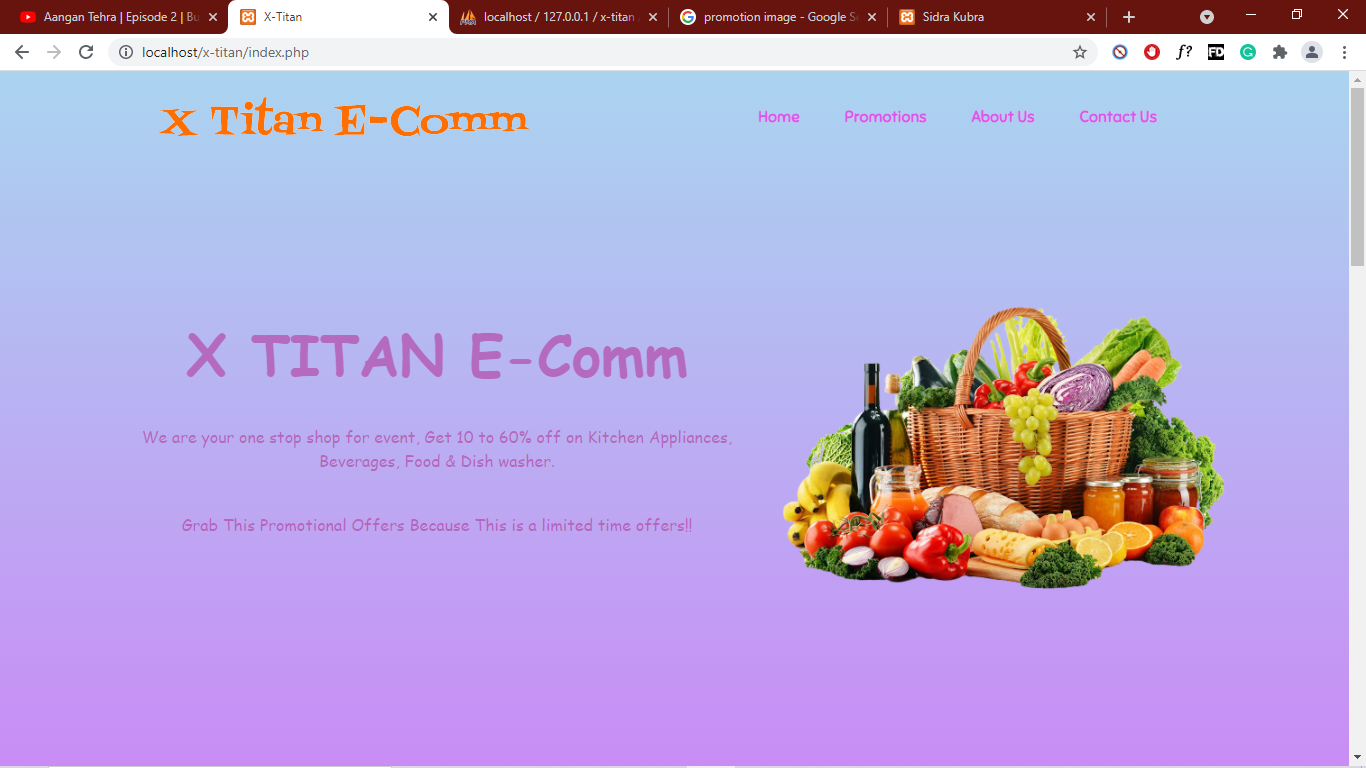 Aangan Tehra | Episode 2 | Bu
X-Titan
localhost / 127.0.0.1 / x-titan
promotion image - Google S
Sidra Kubra
localhost/x-titan/index.php
f?
FD
X Titan E-Comm
Home
Promotions
About Us
Contact Us
X TITAN E-Comm
We are your one stop shop for event, Get 10 to 60% off on Kitchen Appliances,
Beverages, Food & Dish washer.
Grab This Promotional Offers Because This is a limited time offers!!